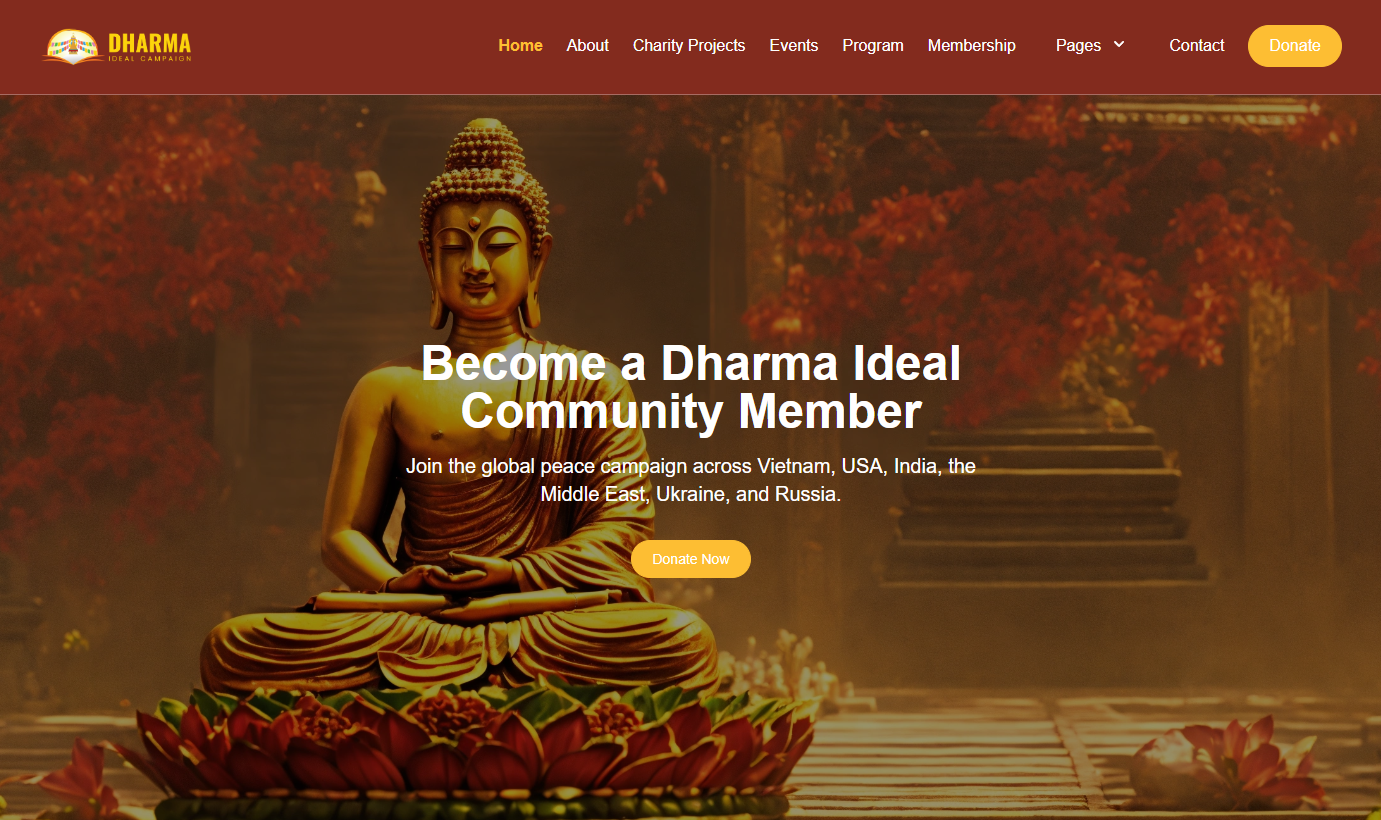 DHARMA
IDEAL CAMPAIGN
Home About Charity Projects Events Program Membership Pages Contact Donate
Become a Dharma Ideal
Community Member
Join the global peace campaign across Vietnam, USA, India, the
Middle East, Ukraine, and Russia.
Donate Now